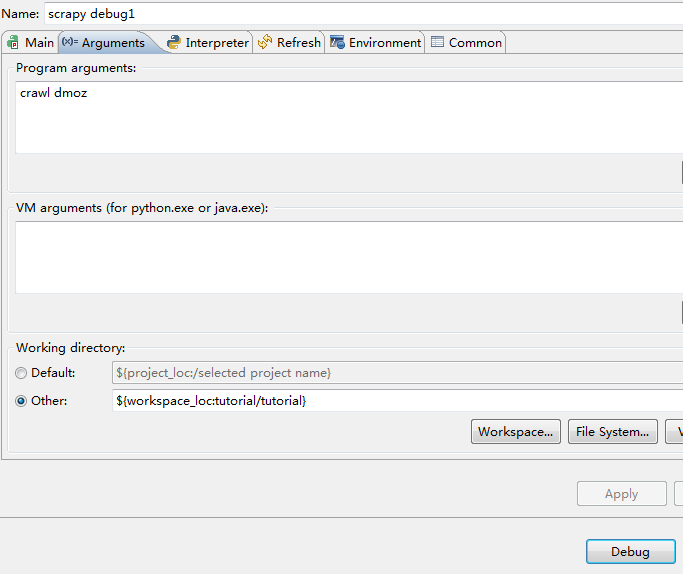 Name: scrapy debug1
Main (x)= Arguments Interpreter Refresh Environment Common
Program arguments:
crawl dmoz
VM arguments (for python.exe or java.exe):
Working directory:
Default: ${project_loc:/selected project name}
Other: ${workspace_loc:tutorial/tutorial}
Workspace... File System...
Apply
Debug